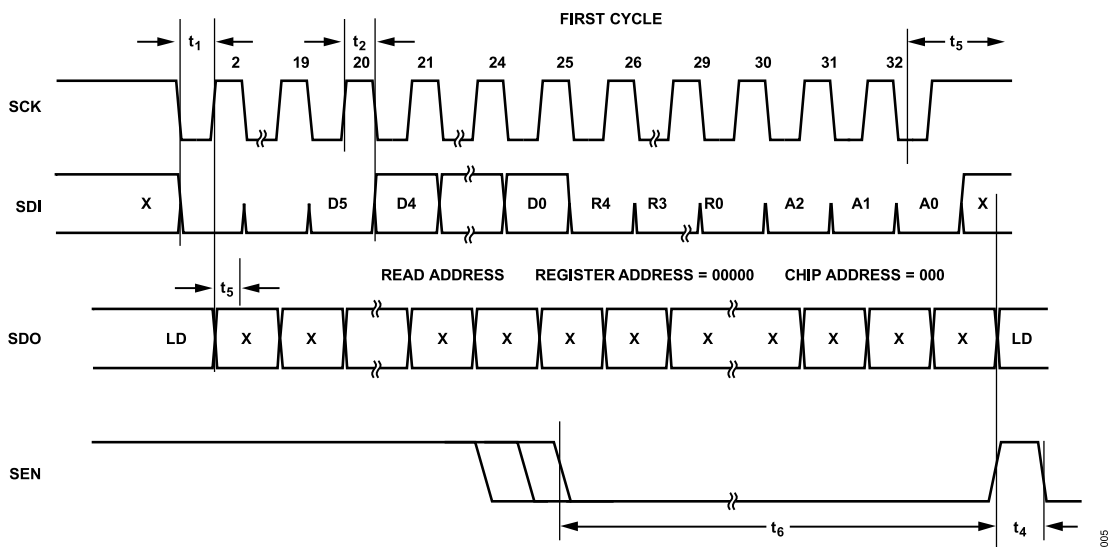 FIRST CYCLE
t1 t2 t5
2 19 20 21 24 25 26 29 30 31 32
SCK
SDI X D5 D4 D0 R4 R3 R0 A2 A1 A0 X
READ ADDRESS REGISTER ADDRESS = 00000 CHIP ADDRESS = 000
t5
SDO LD X X X X X X X X X X X LD
SEN
t6 t4
005